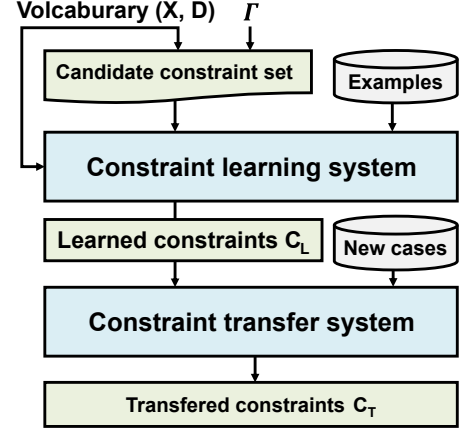 Volcaburary (X, D) Γ
Candidate constraint set
Examples
Constraint learning system
Learned constraints C_L
New cases
Constraint transfer system
Transfered constraints C_T